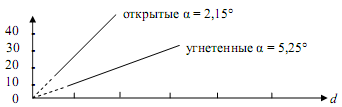 открытые α = 2,15°
угнетенные α = 5,25°
40
30
20
10
0
d